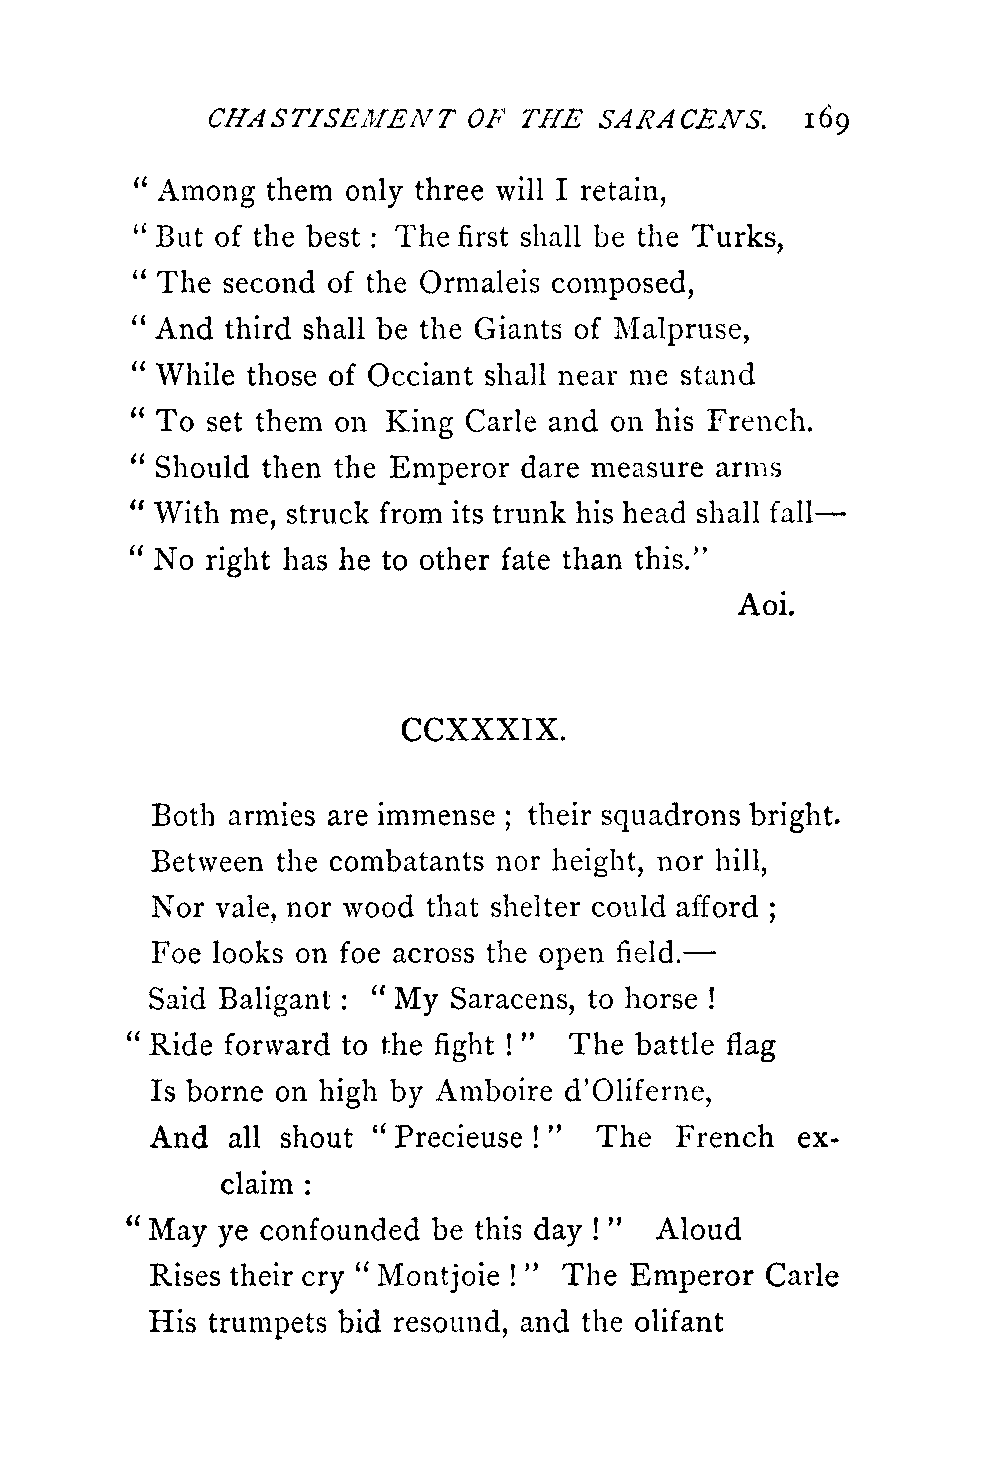 CHASTISEMENT OF THE SARACENS. 169
" Among them only three will I retain,
" But of the best : The first shall be the Turks,
" The second of the Ormaleis composed,
" And third shall be the Giants of Malpruse,
" While those of Occiant shall near me stand
" To set them on King Carle and on his French.
" Should then the Emperor dare measure arms
" With me, struck from its trunk his head shall fall—
" No right has he to other fate than this."
Aoi.
CCXXXIX.
Both armies are immense ; their squadrons bright.
Between the combatants nor height, nor hill,
Nor vale, nor wood that shelter could afford ;
Foe looks on foe across the open field.—
Said Baligant : " My Saracens, to horse !
" Ride forward to the fight ! " The battle flag
Is borne on high by Amboire d'Oliferne,
And all shout " Precieuse ! " The French ex-
claim :
" May ye confounded be this day ! " Aloud
Rises their cry " Montjoie ! " The Emperor Carle
His trumpets bid resound, and the olifant